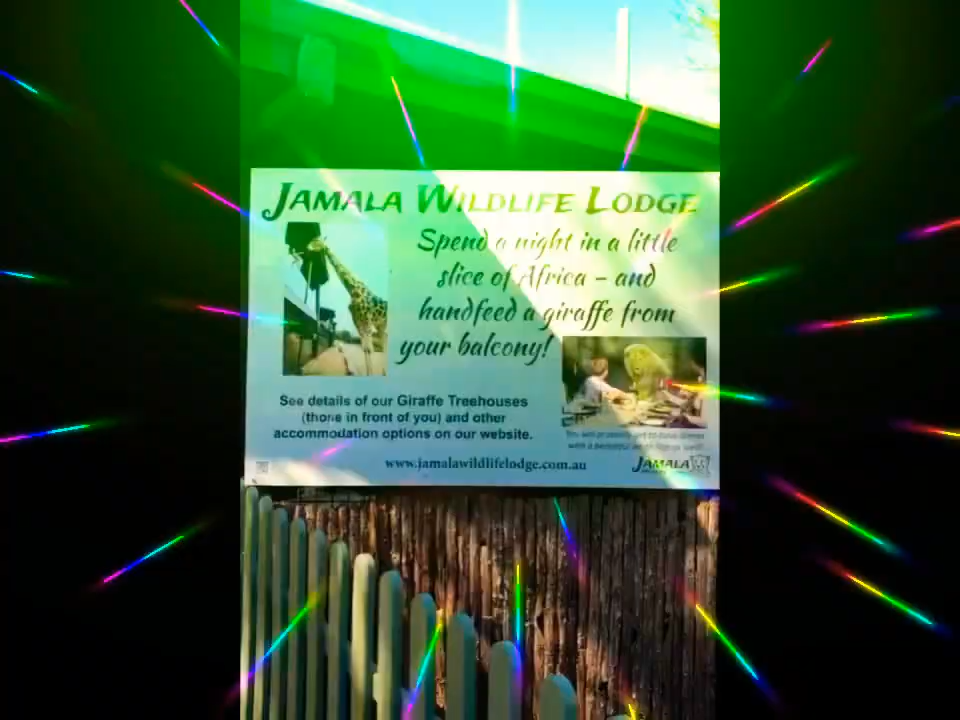 JAMALA WILDLIFE LODGE
Spend a night in a little
slice of Africa – and
handfeed a giraffe from
your balcony!
See details of our Giraffe Treehouses
(those in front of you) and other
accommodation options on our website.
www.jamalawildlifelodge.com.au
JAMALA